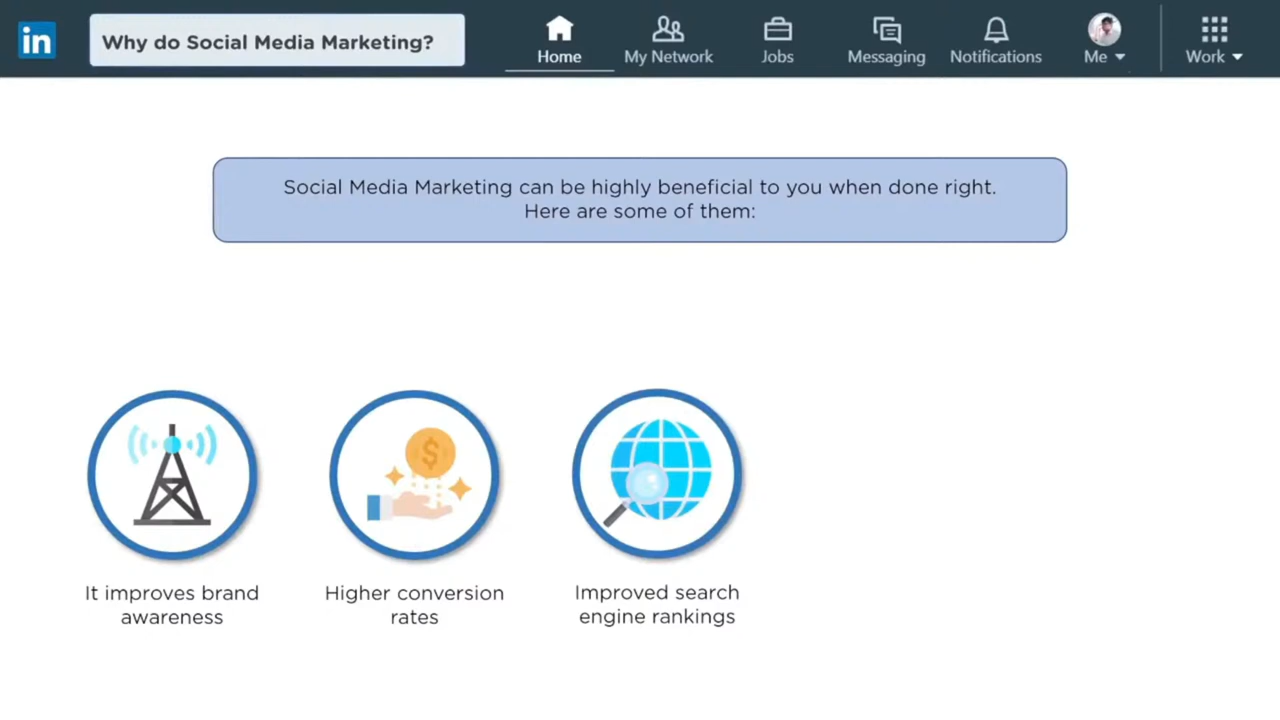 in
Why do Social Media Marketing?
Home
My Network
Jobs
Messaging
Notifications
Me
Work
Social Media Marketing can be highly beneficial to you when done right.
Here are some of them:
$
It improves brand
awareness
Higher conversion
rates
Improved search
engine rankings